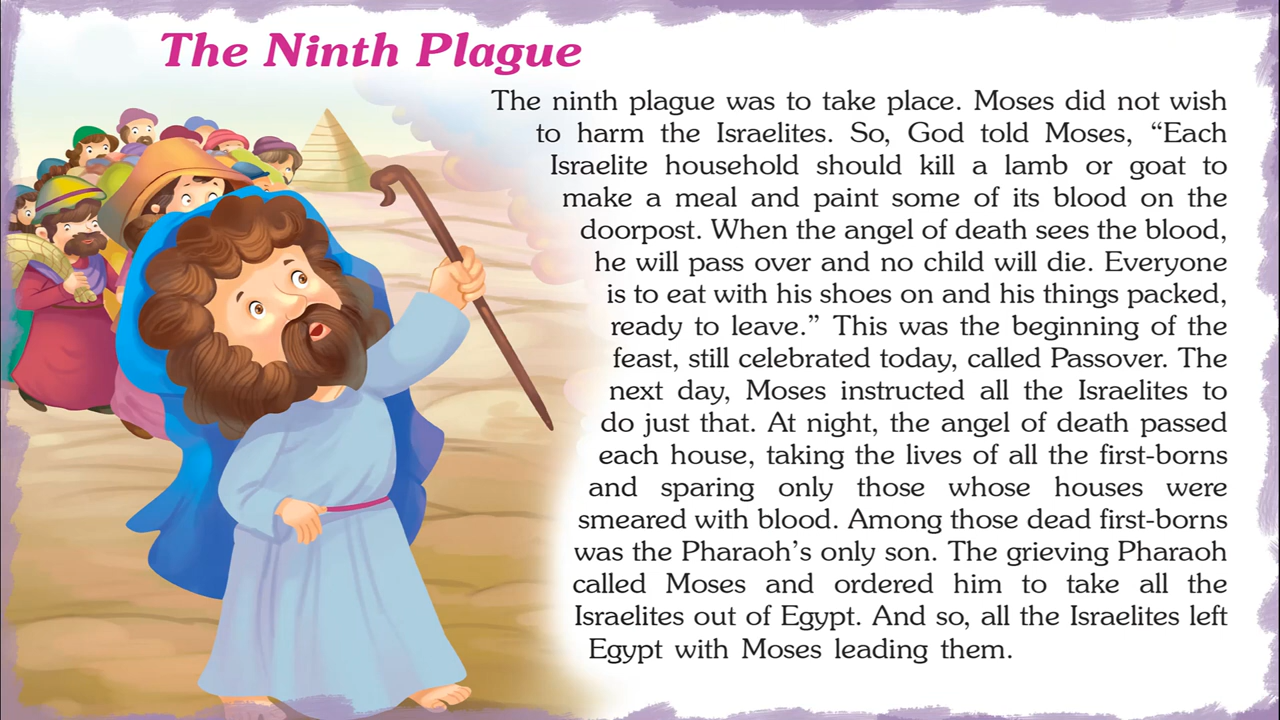 The Ninth Plague
The ninth plague was to take place. Moses did not wish
to harm the Israelites. So, God told Moses, “Each
Israelite household should kill a lamb or goat to
make a meal and paint some of its blood on the
doorpost. When the angel of death sees the blood,
he will pass over and no child will die. Everyone
is to eat with his shoes on and his things packed,
ready to leave.” This was the beginning of the
feast, still celebrated today, called Passover. The
next day, Moses instructed all the Israelites to
do just that. At night, the angel of death passed
each house, taking the lives of all the first-borns
and sparing only those whose houses were
smeared with blood. Among those dead first-borns
was the Pharaoh’s only son. The grieving Pharaoh
called Moses and ordered him to take all the
Israelites out of Egypt. And so, all the Israelites left
Egypt with Moses leading them.